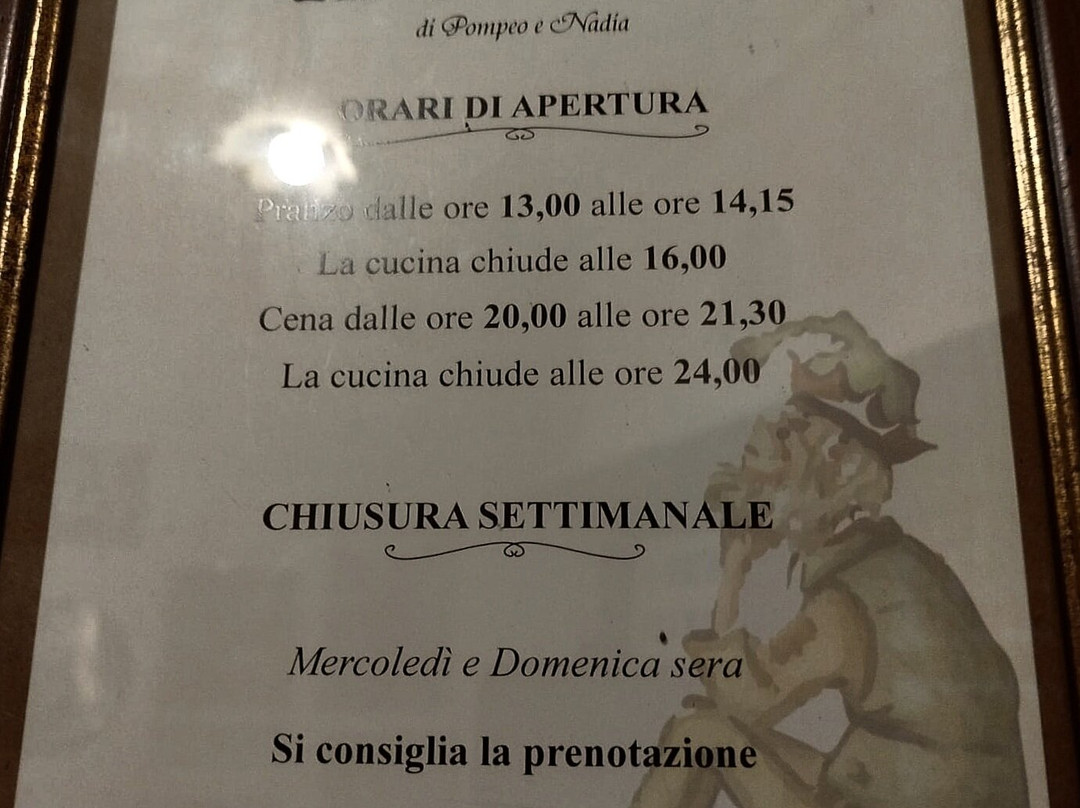 di Pompeo e Nadia
ORARI DI APERTURA
Pranzo dalle ore 13,00 alle ore 14,15
La cucina chiude alle 16,00
Cena dalle ore 20,00 alle ore 21,30
La cucina chiude alle ore 24,00
CHIUSURA SETTIMANALE
Mercoledì e Domenica sera
Si consiglia la prenotazione